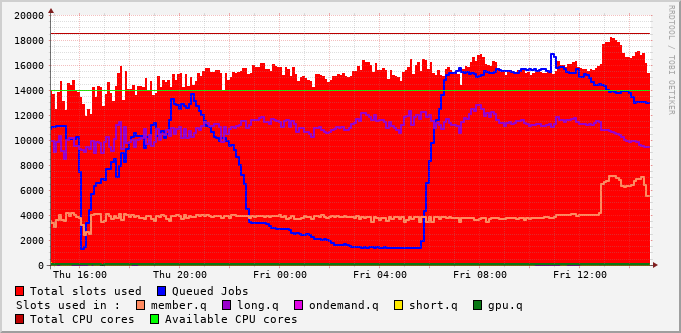 20000
18000
16000
14000
12000
10000
8000
6000
4000
2000
0
Thu 16:00 Thu 20:00 Fri 00:00 Fri 04:00 Fri 08:00 Fri 12:00
RRDTOOL / TOBI OETIKER
Total slots used Queued Jobs
Slots used in : member.q long.q ondemand.q short.q gpu.q
Total CPU cores Available CPU cores